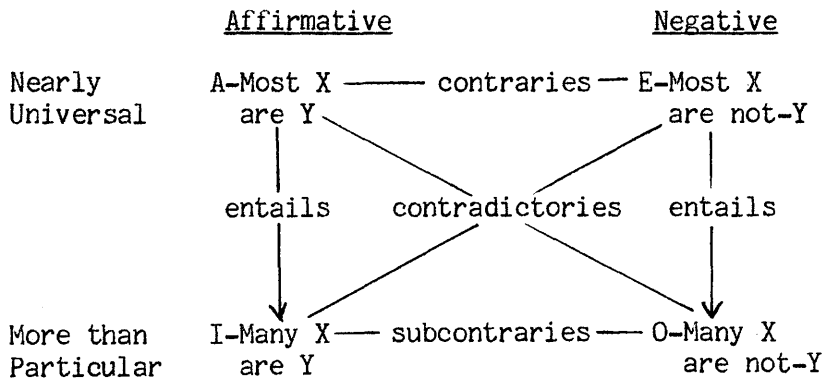 Affirmative Negative
Nearly A-Most X contraries E-Most X
Universal are Y are not-Y
entails contradictories entails
More than I-Many X subcontraries O-Many X
Particular are Y are not-Y